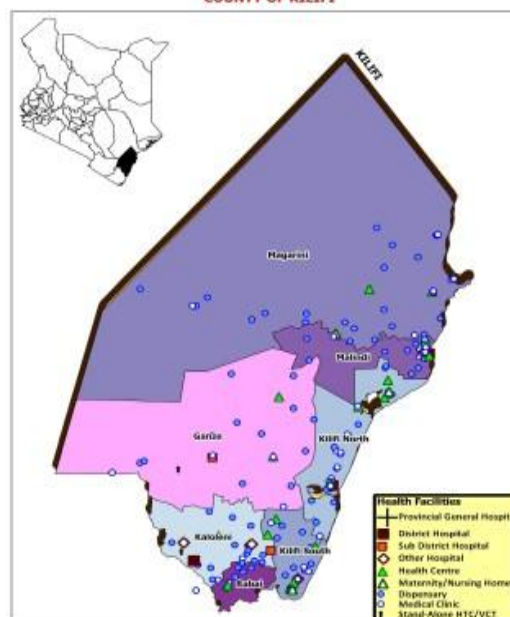 COUNTY OF KILIFI
KILIFI
Magarini
Malindi
Ganze
Kilifi North
Kaloleni
Kilifi South
Rabai
Health Facilities
Provincial General Hospit
District Hospital
Sub District Hospital
Other Hospital
Health Centre
Maternity/Nursing Home
Dispensary
Medical Clinic
Stand-Alone HTC/VCT